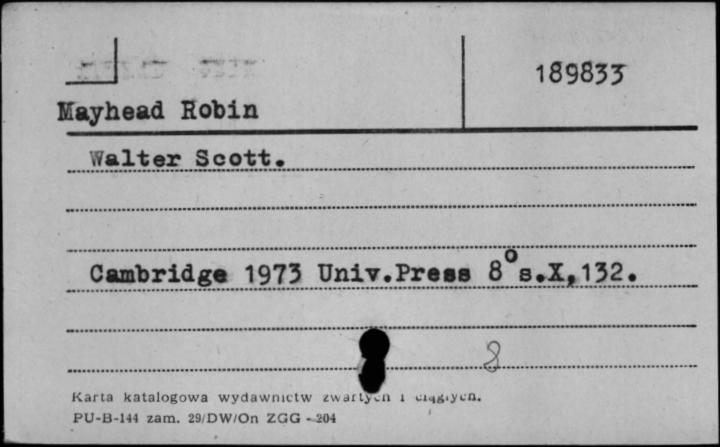 189833
Mayhead Robin
Walter Scott.
Cambridge 1973 Univ.Press 8° s.X,132.
8
Karta katalogowa wydawnictw zwartych i ciągłych.
PU-B-144 zam. 29/DW/On ZGG - 204